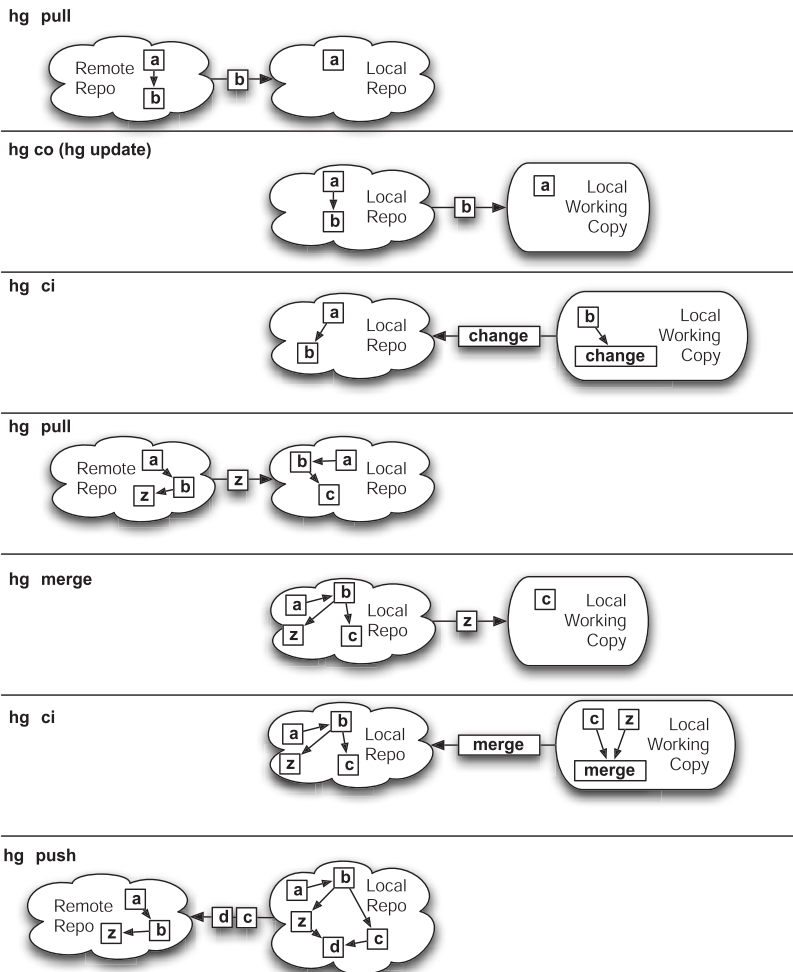 hg pull
Remote Repo
a
b
b
a
Local Repo
hg co (hg update)
a
b
Local Repo
b
a
Local Working Copy
hg ci
a
b
Local Repo
change
b
change
Local Working Copy
hg pull
Remote Repo
a
b
z
z
b
a
c
Local Repo
hg merge
a
b
z
c
Local Repo
z
c
Local Working Copy
hg ci
a
b
z
c
Local Repo
merge
c
z
merge
Local Working Copy
hg push
Remote Repo
a
z
b
d
c
a
b
z
d
c
Local Repo